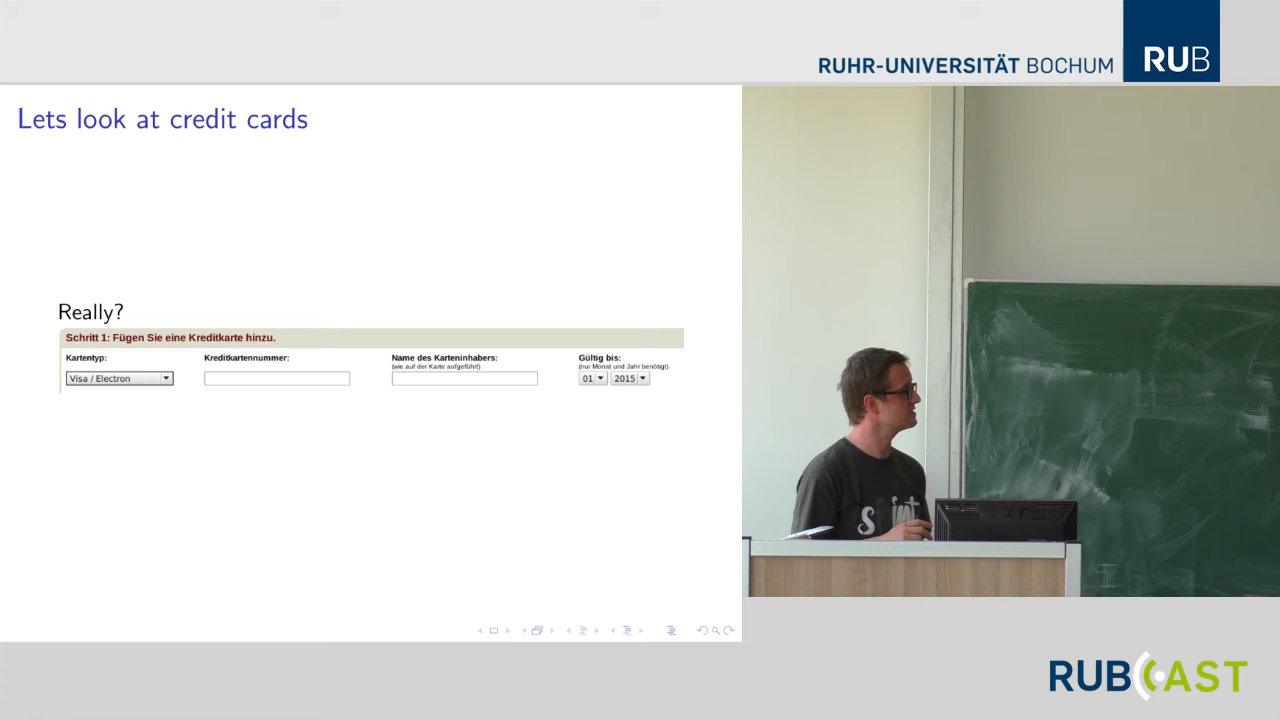 RUHR-UNIVERSITÄT BOCHUM RUB
Lets look at credit cards
Really?
Schritt 1: Fügen Sie eine Kreditkarte hinzu.
Kartentyp: Kreditkartennummer: Name des Karteninhabers: Gültig bis:
(wie auf der Karte aufgeführt) (nur Monat und Jahr benötigt)
Visa / Electron 01 2015
RUBCAST